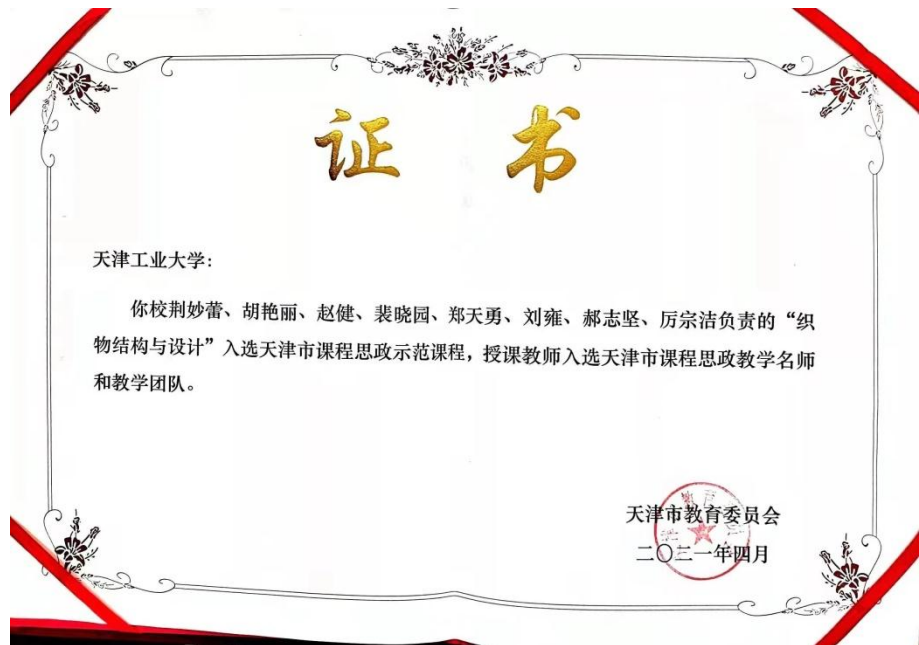 证 书
天津工业大学:
你校荆妙蕾、胡艳丽、赵健、裴晓园、郑天勇、刘雍、郝志坚、厉宗洁负责的“织
物结构与设计”入选天津市课程思政示范课程，授课教师入选天津市课程思政教学名师
和教学团队。
天津市教育委员会
二〇二一年四月